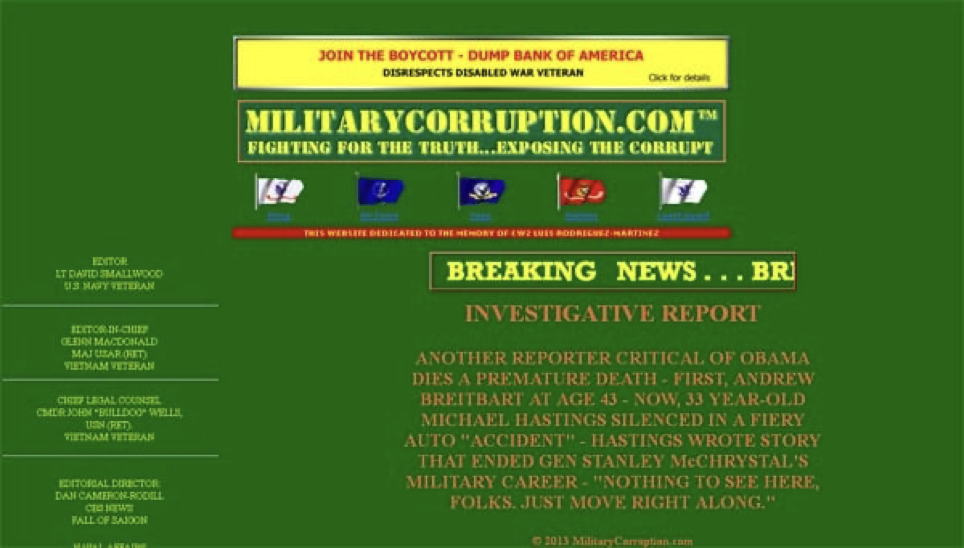 JOIN THE BOYCOTT - DUMP BANK OF AMERICA
DISRESPECTS DISABLED WAR VETERAN
Click for details
MILITARYCORRUPTION.COM™
FIGHTING FOR THE TRUTH...EXPOSING THE CORRUPT
THIS WEBSITE DEDICATED TO THE MEMORY OF CW2 LUIS RODRIGUEZ-MARTINEZ
EDITOR
LT DAVID SMALLWOOD
U.S. NAVY VETERAN
EDITOR-IN-CHIEF
GLENN MACDONALD
MAJ USAR (RET)
VIETNAM VETERAN
CHIEF LEGAL COUNSEL
CMDR JOHN "BULLDOG" WELLS,
USN (RET).
VIETNAM VETERAN
EDITORIAL DIRECTOR:
DAN CAMERON-RODILL
CBS NEWS
FALL OF SAIGON
NAVAL AFFAIRS
BREAKING NEWS . . . BRE
INVESTIGATIVE REPORT
ANOTHER REPORTER CRITICAL OF OBAMA
DIES A PREMATURE DEATH - FIRST, ANDREW
BREITBART AT AGE 43 - NOW, 33 YEAR-OLD
MICHAEL HASTINGS SILENCED IN A FIERY
AUTO "ACCIDENT" - HASTINGS WROTE STORY
THAT ENDED GEN STANLEY McCHRYSTAL'S
MILITARY CAREER - "NOTHING TO SEE HERE,
FOLKS. JUST MOVE RIGHT ALONG."
© 2013 MilitaryCorruption.com